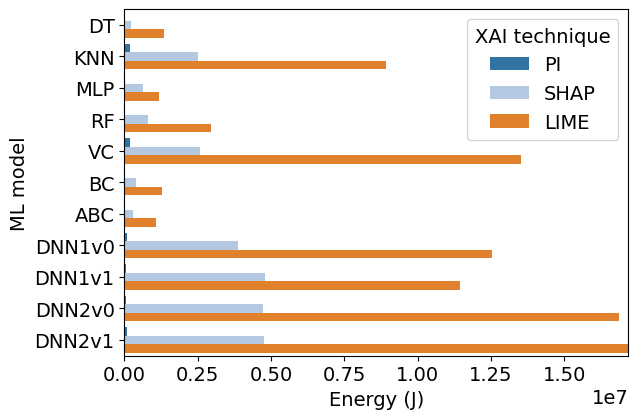 DT
KNN
MLP
RF
VC
BC
ABC
DNN1v0
DNN1v1
DNN2v0
DNN2v1
ML model
XAI technique
PI
SHAP
LIME
0.00 0.25 0.50 0.75 1.00 1.25 1.50
1e7
Energy (J)